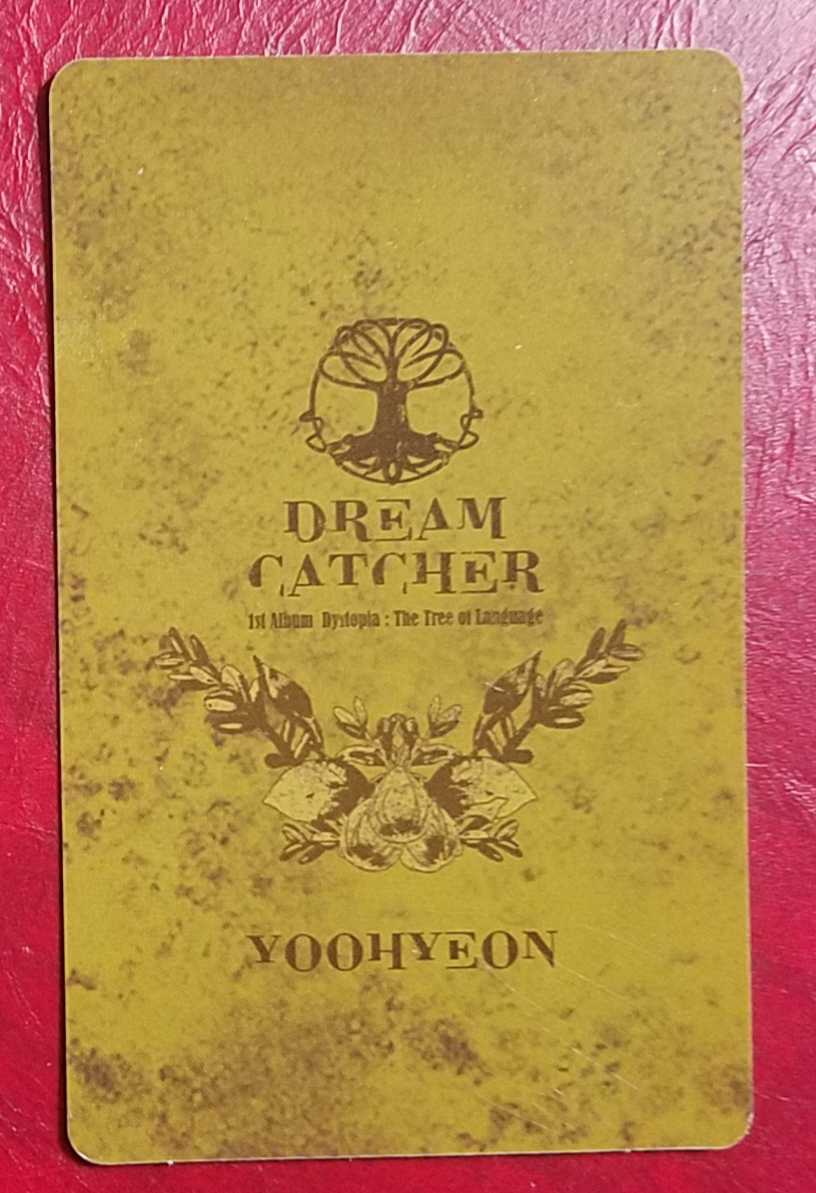 DREAM
CATCHER
1st Album Dystopia : The Tree of Language
YOOHYEON